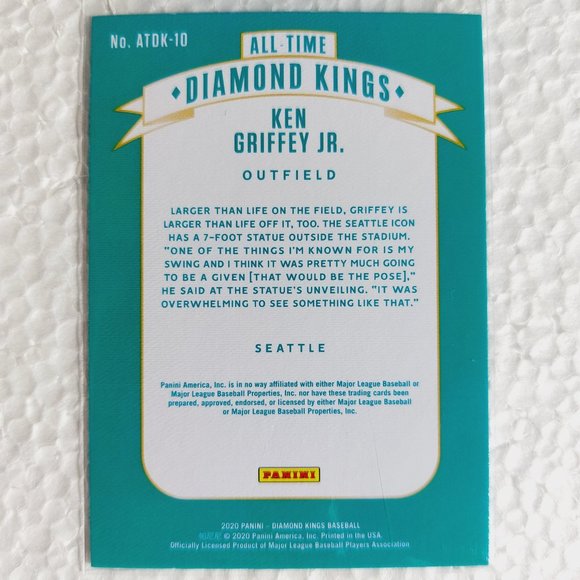 No. ATDK-10
ALL-TIME
DIAMOND KINGS
KEN
GRIFFEY JR.
OUTFIELD
LARGER THAN LIFE ON THE FIELD, GRIFFEY IS
LARGER THAN LIFE OFF IT, TOO. THE SEATTLE ICON
HAS A 7-FOOT STATUE OUTSIDE THE STADIUM.
"ONE OF THE THINGS I'M KNOWN FOR IS MY
SWING AND I THINK IT WAS PRETTY MUCH GOING
TO BE A GIVEN [THAT WOULD BE THE POSE],"
HE SAID AT THE STATUE'S UNVEILING. "IT WAS
OVERWHELMING TO SEE SOMETHING LIKE THAT."
SEATTLE
Panini America, Inc. is in no way affiliated with either Major League Baseball or
Major League Baseball Properties, Inc. nor have these trading cards been
prepared, approved, endorsed, or licensed by either Major League Baseball
or Major League Baseball Properties, Inc.
PANINI
2020 PANINI – DIAMOND KINGS BASEBALL
© 2020 Panini America, Inc. Printed in the USA.
Officially Licensed Product of Major League Baseball Players Association